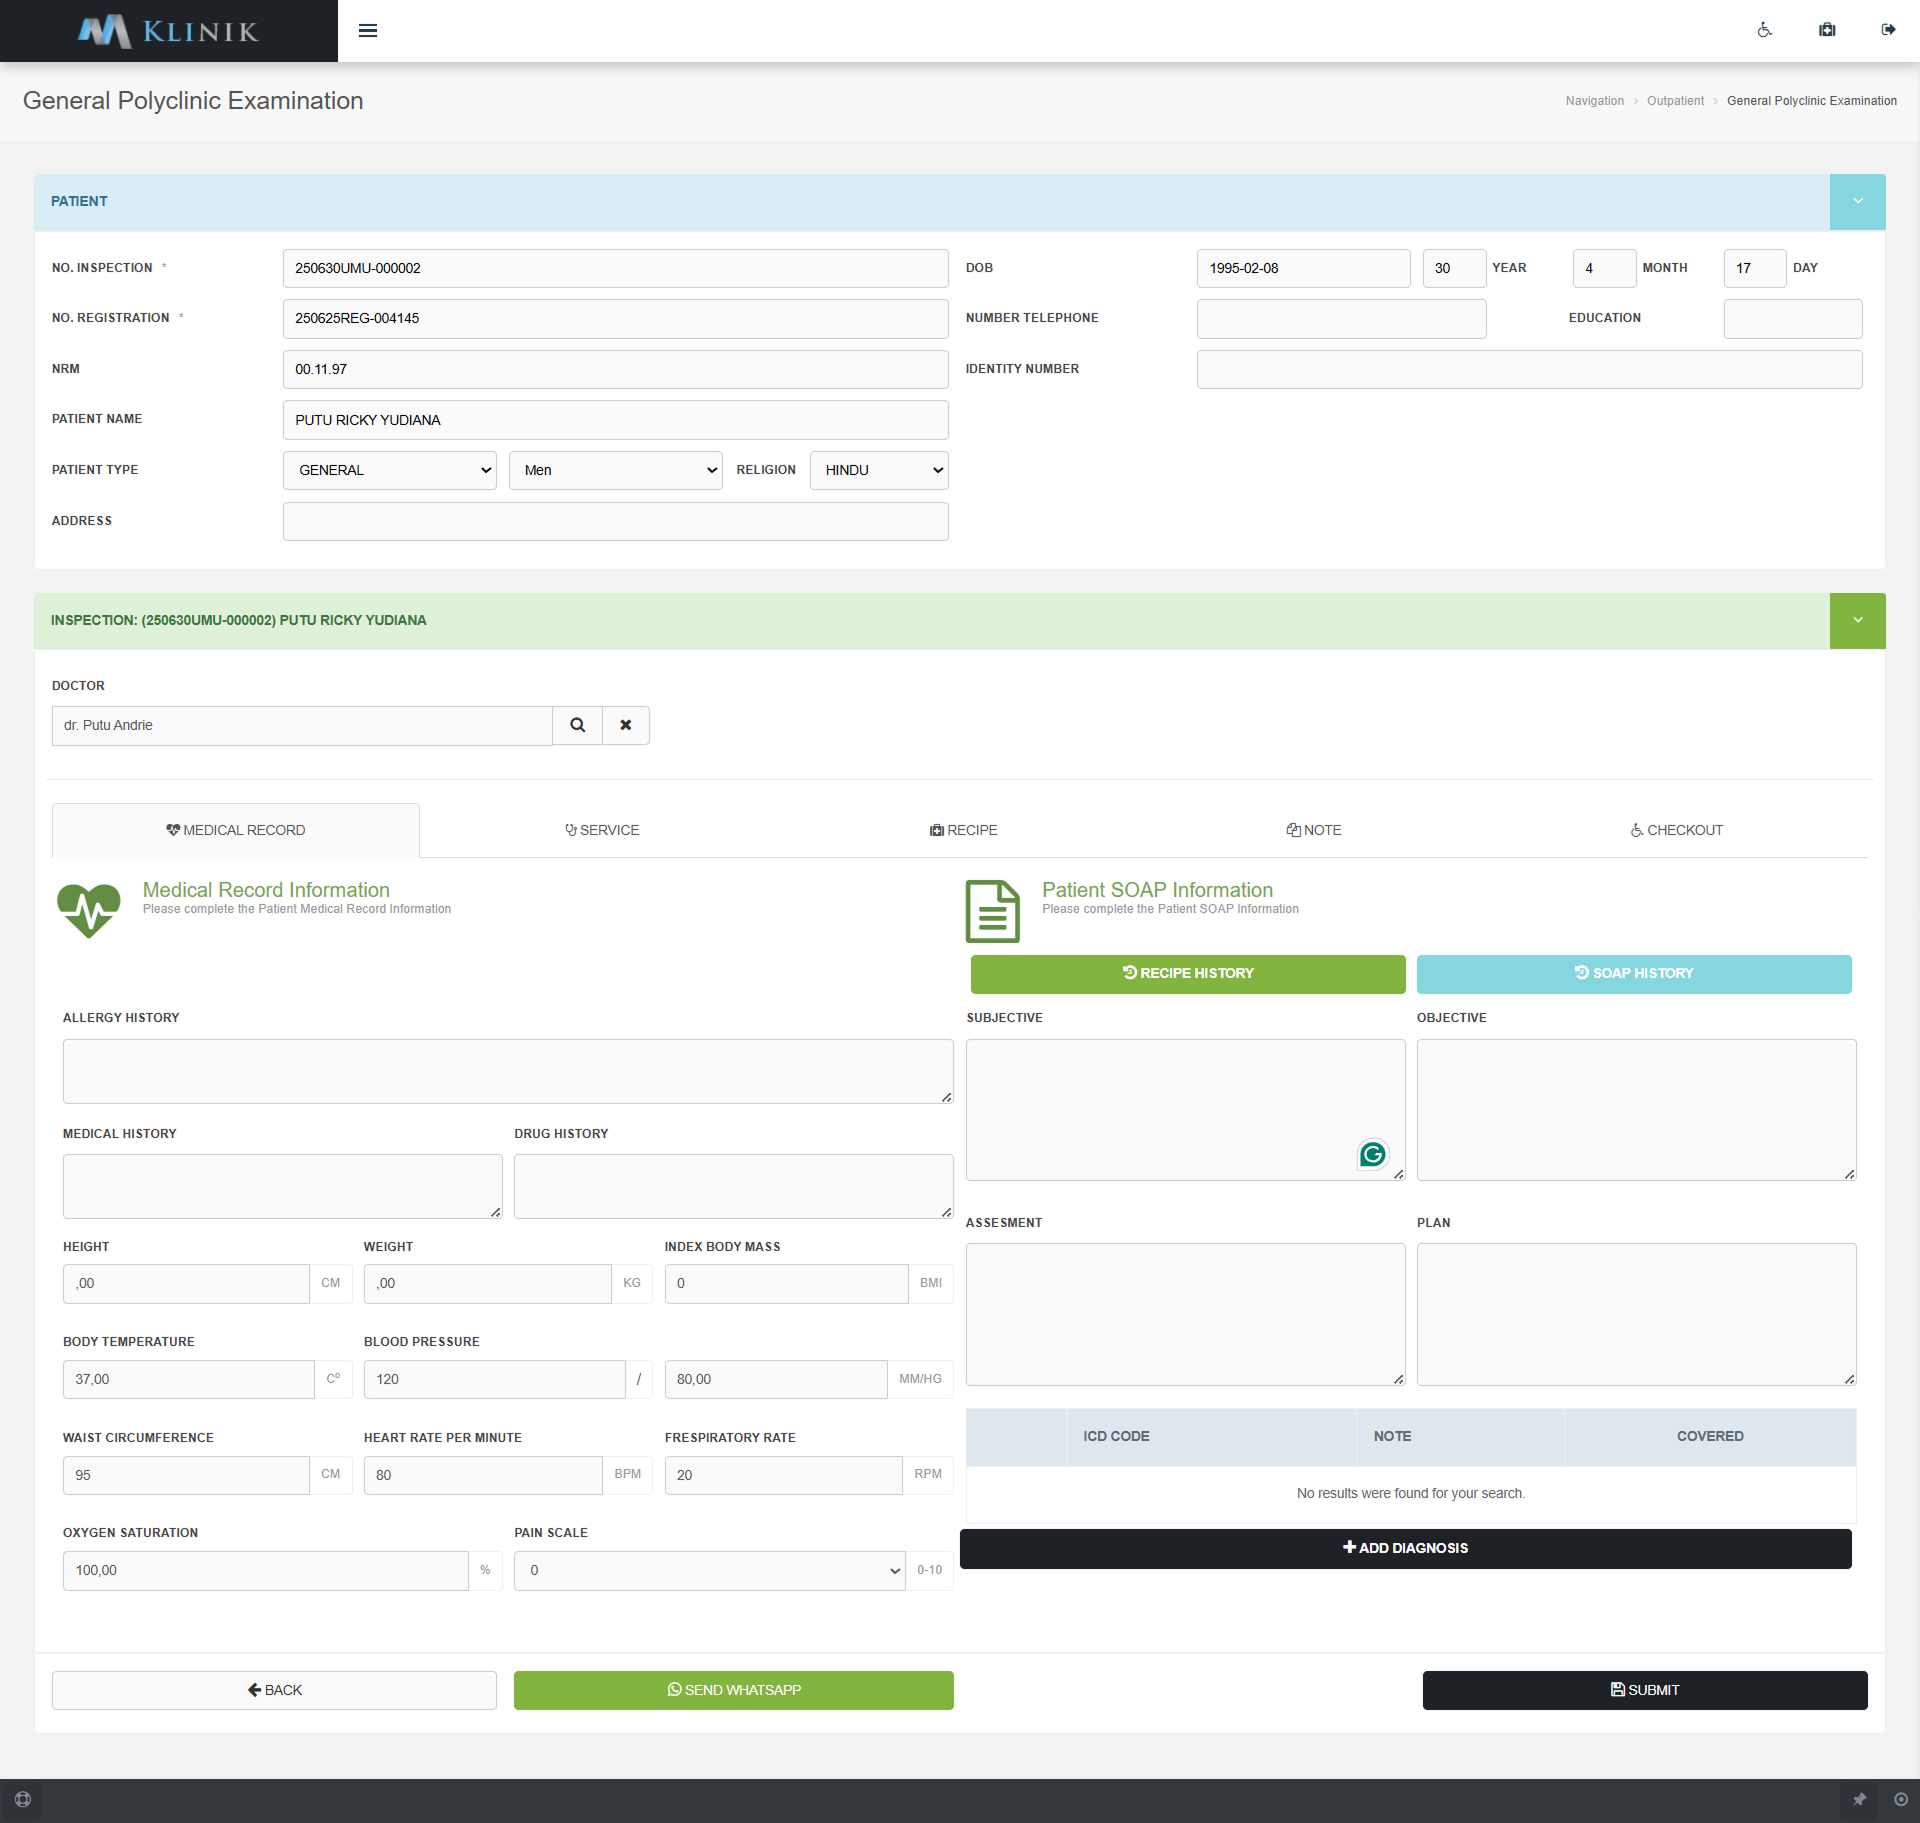 KLINIK
General Polyclinic Examination
Navigation > Outpatient > General Polyclinic Examination
PATIENT
NO. INSPECTION * 250630UMU-000002 DOB 1995-02-08 30 YEAR 4 MONTH 17 DAY
NO. REGISTRATION * 250625REG-004145 NUMBER TELEPHONE EDUCATION
NRM 00.11.97 IDENTITY NUMBER
PATIENT NAME PUTU RICKY YUDIANA
PATIENT TYPE GENERAL Men RELIGION HINDU
ADDRESS
INSPECTION: (250630UMU-000002) PUTU RICKY YUDIANA
DOCTOR
dr. Putu Andrie
MEDICAL RECORD SERVICE RECIPE NOTE CHECKOUT
Medical Record Information
Please complete the Patient Medical Record Information
Patient SOAP Information
Please complete the Patient SOAP Information
RECIPE HISTORY SOAP HISTORY
ALLERGY HISTORY
SUBJECTIVE OBJECTIVE
MEDICAL HISTORY DRUG HISTORY
HEIGHT WEIGHT INDEX BODY MASS
,00 CM ,00 KG 0 BMI
BODY TEMPERATURE BLOOD PRESSURE
37,00 C° 120 / 80,00 MM/HG
WAIST CIRCUMFERENCE HEART RATE PER MINUTE FRESPIRATORY RATE
95 CM 80 BPM 20 RPM
OXYGEN SATURATION PAIN SCALE
100,00 % 0 0-10
ASSESMENT PLAN
ICD CODE NOTE COVERED
No results were found for your search.
ADD DIAGNOSIS
BACK SEND WHATSAPP SUBMIT